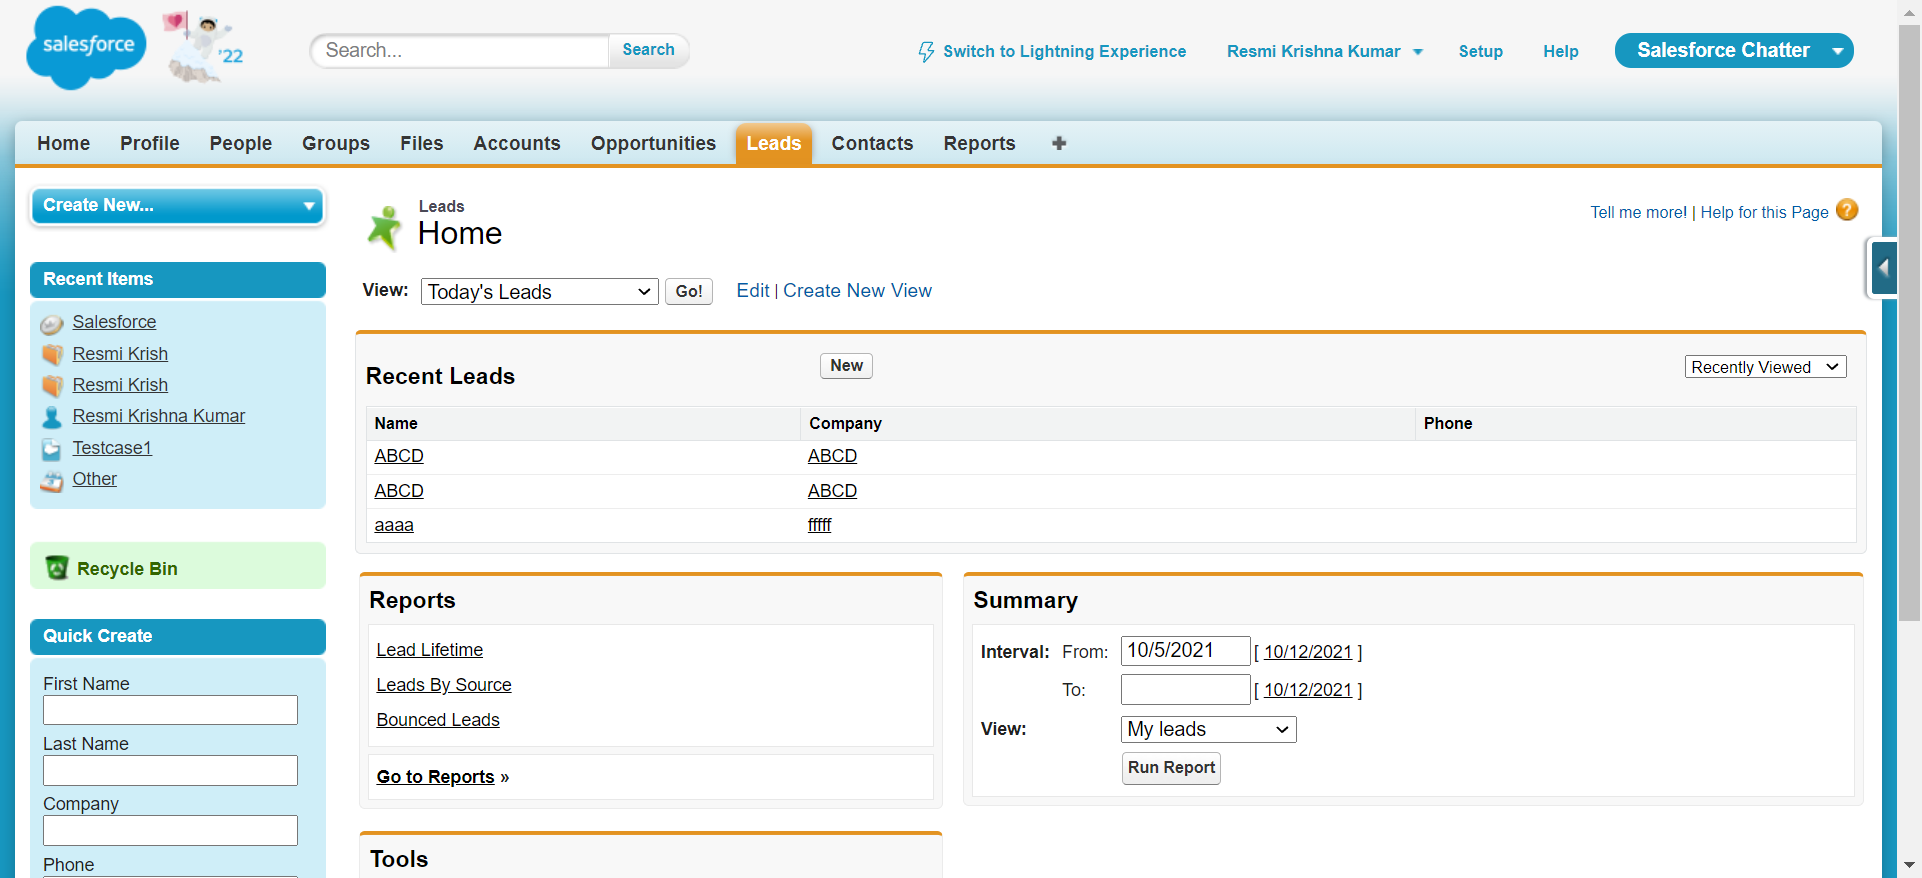 salesforce
'22
Search...
Search
Switch to Lightning Experience
Resmi Krishna Kumar
Setup
Help
Salesforce Chatter
Home Profile People Groups Files Accounts Opportunities Leads Contacts Reports +
Create New...
Recent Items
Salesforce
Resmi Krish
Resmi Krish
Resmi Krishna Kumar
Testcase1
Other
Recycle Bin
Quick Create
First Name
Last Name
Company
Phone
Leads
Home
Tell me more! | Help for this Page ?
View: Today's Leads Go! Edit | Create New View
Recent Leads
New
Recently Viewed
Name Company Phone
ABCD ABCD
ABCD ABCD
aaaa fffff
Reports
Lead Lifetime
Leads By Source
Bounced Leads
Go to Reports »
Summary
Interval: From: 10/5/2021 [ 10/12/2021 ]
To: [ 10/12/2021 ]
View: My leads
Run Report
Tools